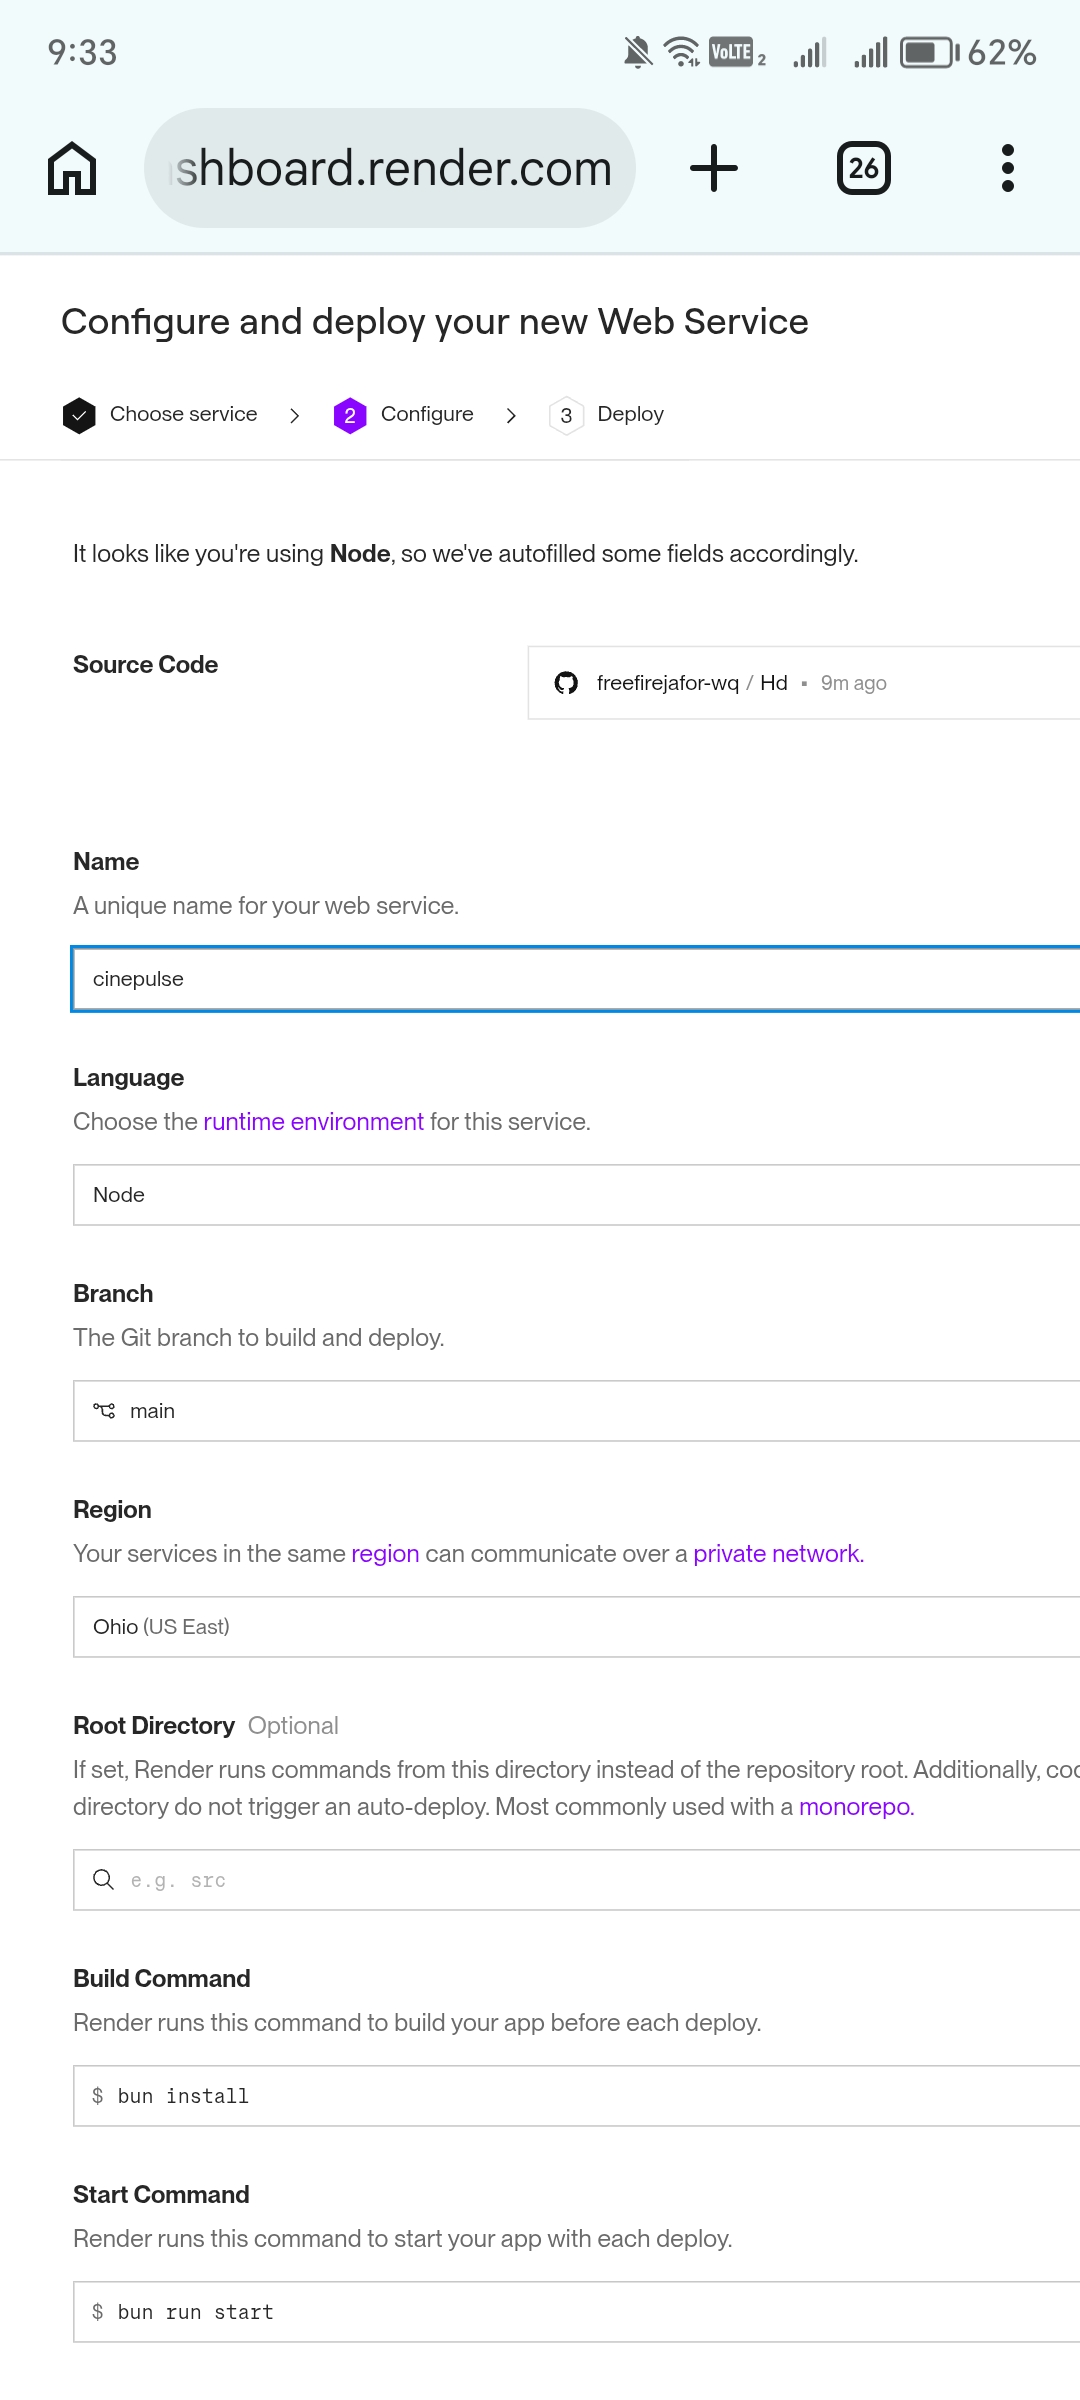 9:33
VoLTE 2 62%
shboard.render.com
26
Configure and deploy your new Web Service
Choose service
2 Configure
3 Deploy
It looks like you're using Node, so we've autofilled some fields accordingly.
Source Code
freefirejafor-wq / Hd • 9m ago
Name
A unique name for your web service.
cinepulse
Language
Choose the runtime environment for this service.
Node
Branch
The Git branch to build and deploy.
main
Region
Your services in the same region can communicate over a private network.
Ohio (US East)
Root Directory Optional
If set, Render runs commands from this directory instead of the repository root. Additionally,
directory do not trigger an auto-deploy. Most commonly used with a monorepo.
e.g. src
Build Command
Render runs this command to build your app before each deploy.
$ bun install
Start Command
Render runs this command to start your app with each deploy.
$ bun run start